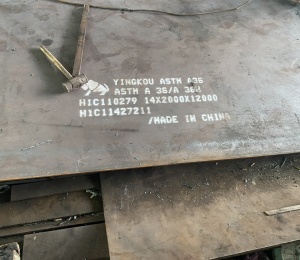 YINGKOU ASTM A36
ASTM A 36/A 36M
H1C110279 14X2000X12000
H1C11427211
/MADE IN CHINA